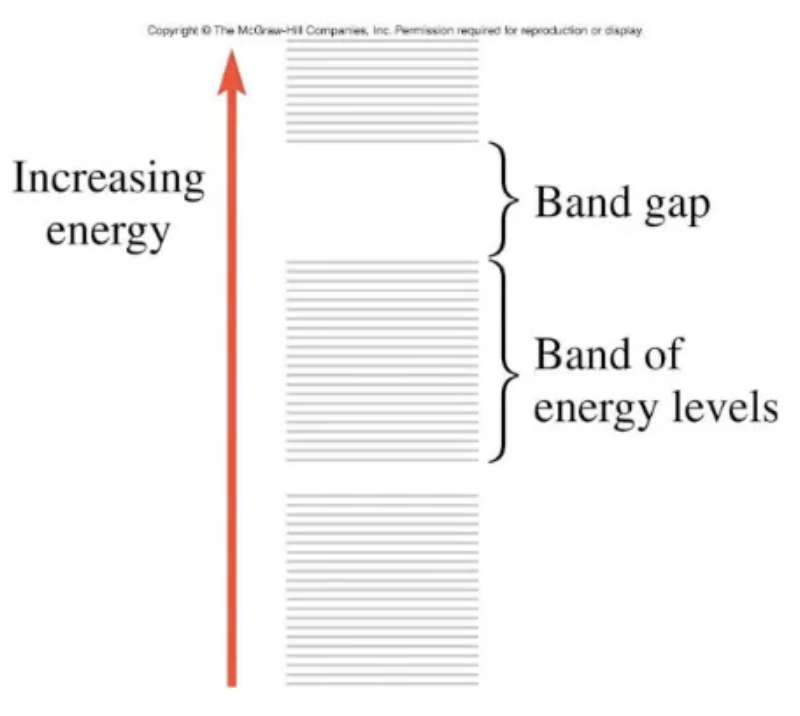 Copyright © The McGraw-Hill Companies, Inc. Permission required for reproduction or display
Increasing
energy
Band gap
Band of
energy levels